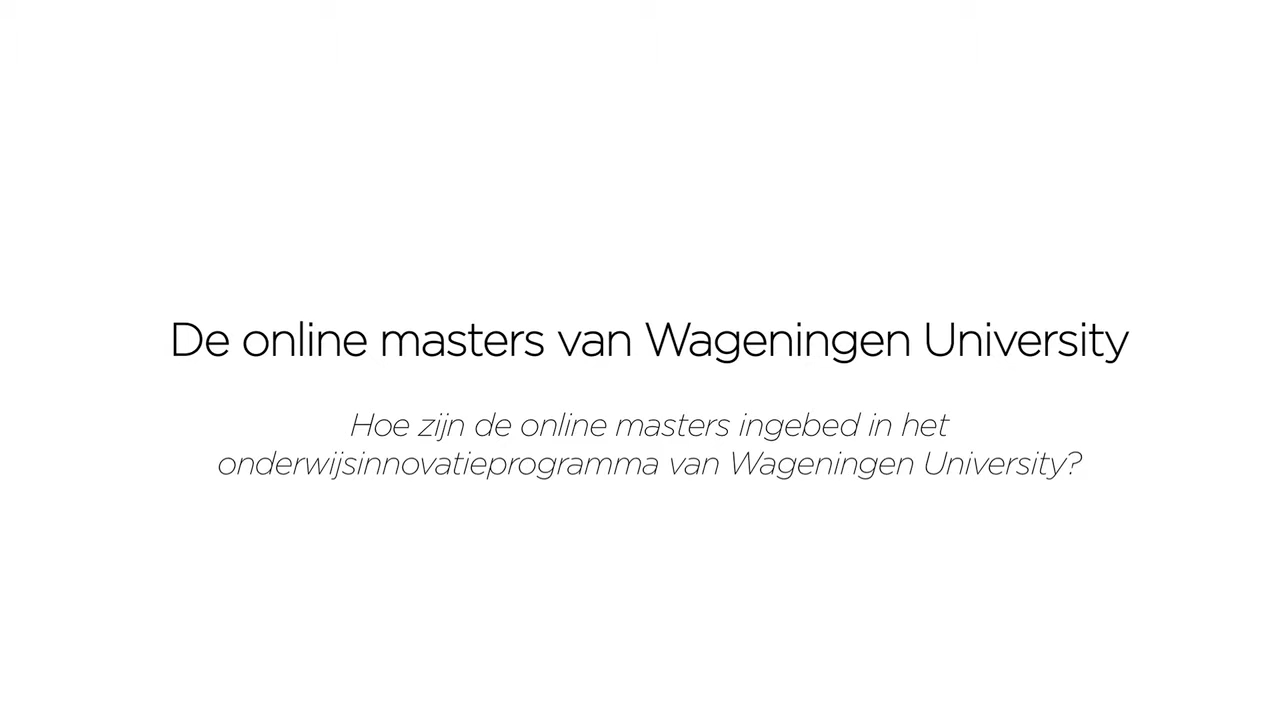 De online masters van Wageningen University
Hoe zijn de online masters ingebed in het
onderwijsinnovatieprogramma van Wageningen University?